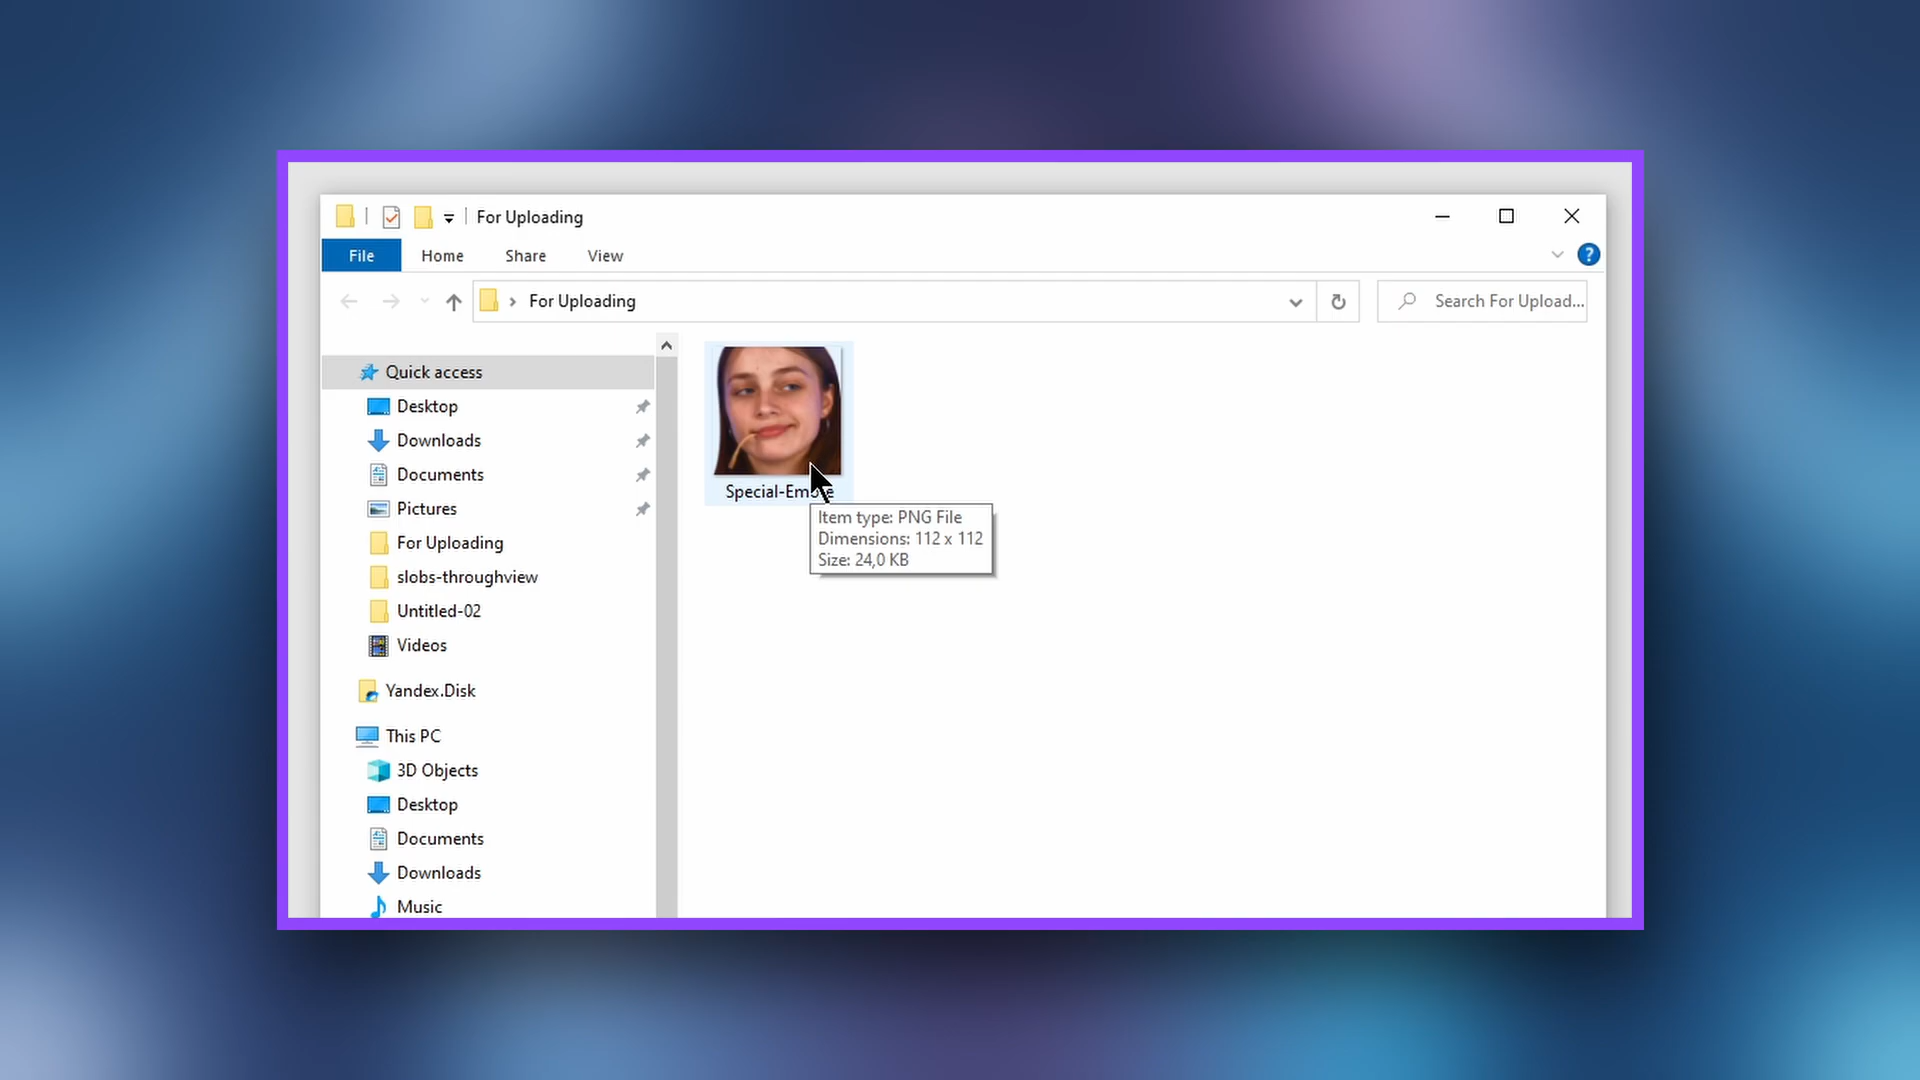 For Uploading
File Home Share View
For Uploading
Search For Upload...
Quick access
Desktop
Downloads
Documents
Pictures
For Uploading
slobs-throughview
Untitled-02
Videos
Yandex.Disk
This PC
3D Objects
Desktop
Documents
Downloads
Music
Special-Emote
Item type: PNG File
Dimensions: 112 x 112
Size: 24,0 KB